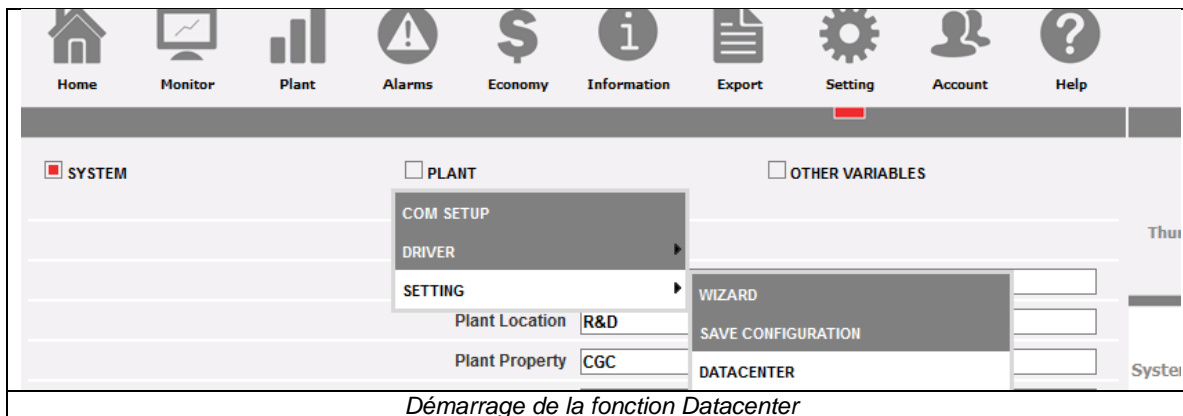 Home Monitor Plant Alarms Economy Information Export Setting Account Help
SYSTEM PLANT OTHER VARIABLES
COM SETUP
DRIVER
SETTING
WIZARD
SAVE CONFIGURATION
DATACENTER
Plant Location R&D
Plant Property CGC
Thur
Syste
Démarrage de la fonction Datacenter